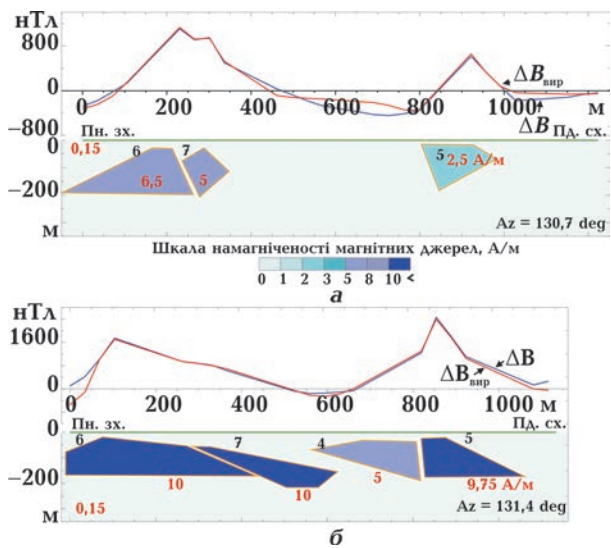 нТл
800
0
0 200 400 600 800 1000 м
ΔBвир
ΔB
−800
Пн. зх. Пд. сх.
0 0,15 6 7 5 2,5 А/м
6,5 5
−200
м Az = 130,7 deg
Шкала намагніченості магнітних джерел, А/м
0 1 2 3 5 8 10 <
а
нТл
1600
ΔB
ΔBвир
0
0 200 400 600 800 1000 м
Пн. зх. Пд. сх.
0 6 7 4 5
−200 10 10 5 9,75 А/м
0,15 Az = 131,4 deg
м
б